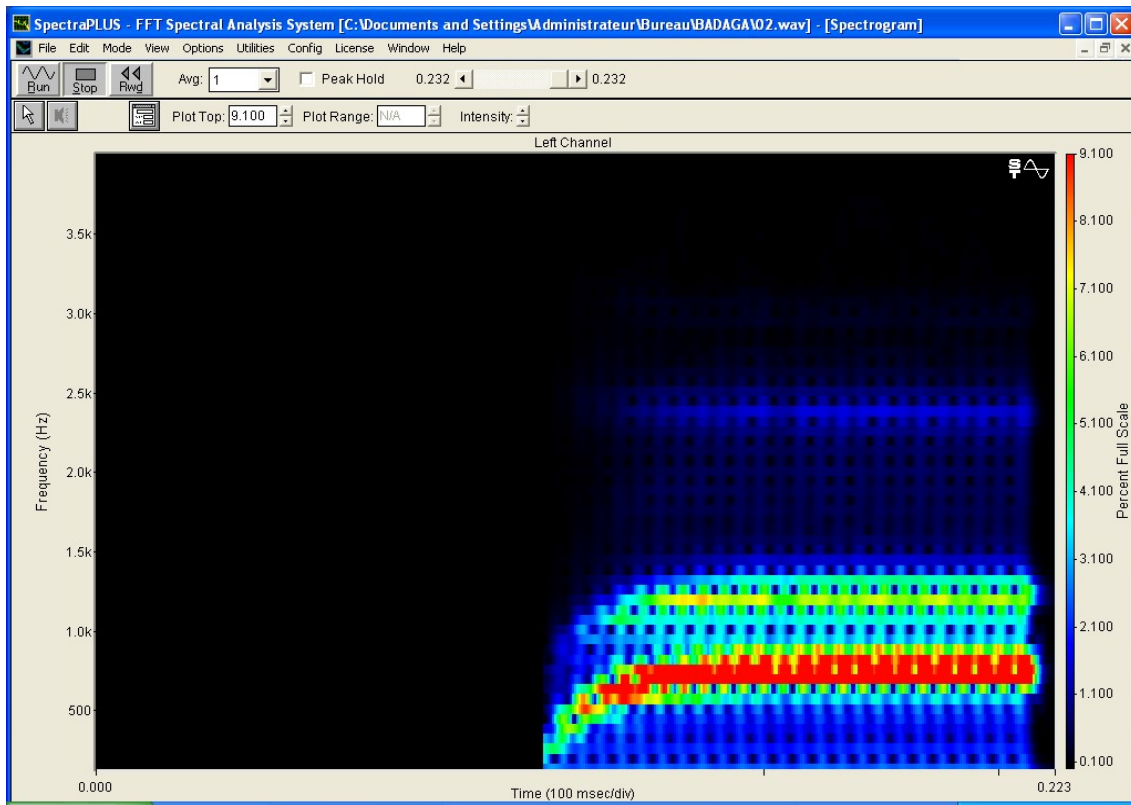 SpectraPLUS - FFT Spectral Analysis System [C:\Documents and Settings\Administrateur\Bureau\BADAGA\02.wav] - [Spectrogram]
File Edit Mode View Options Utilities Config License Window Help
Run Stop Rwd Avg: 1 Peak Hold 0.232 0.232
Plot Top: 9.100 Plot Range: N/A Intensity:
Left Channel
S T
9.100
8.100
7.100
6.100
5.100
4.100
3.100
2.100
1.100
0.100
Percent Full Scale
3.5k
3.0k
2.5k
2.0k
1.5k
1.0k
500
Frequency (Hz)
0.000 0.223
Time (100 msec/div)